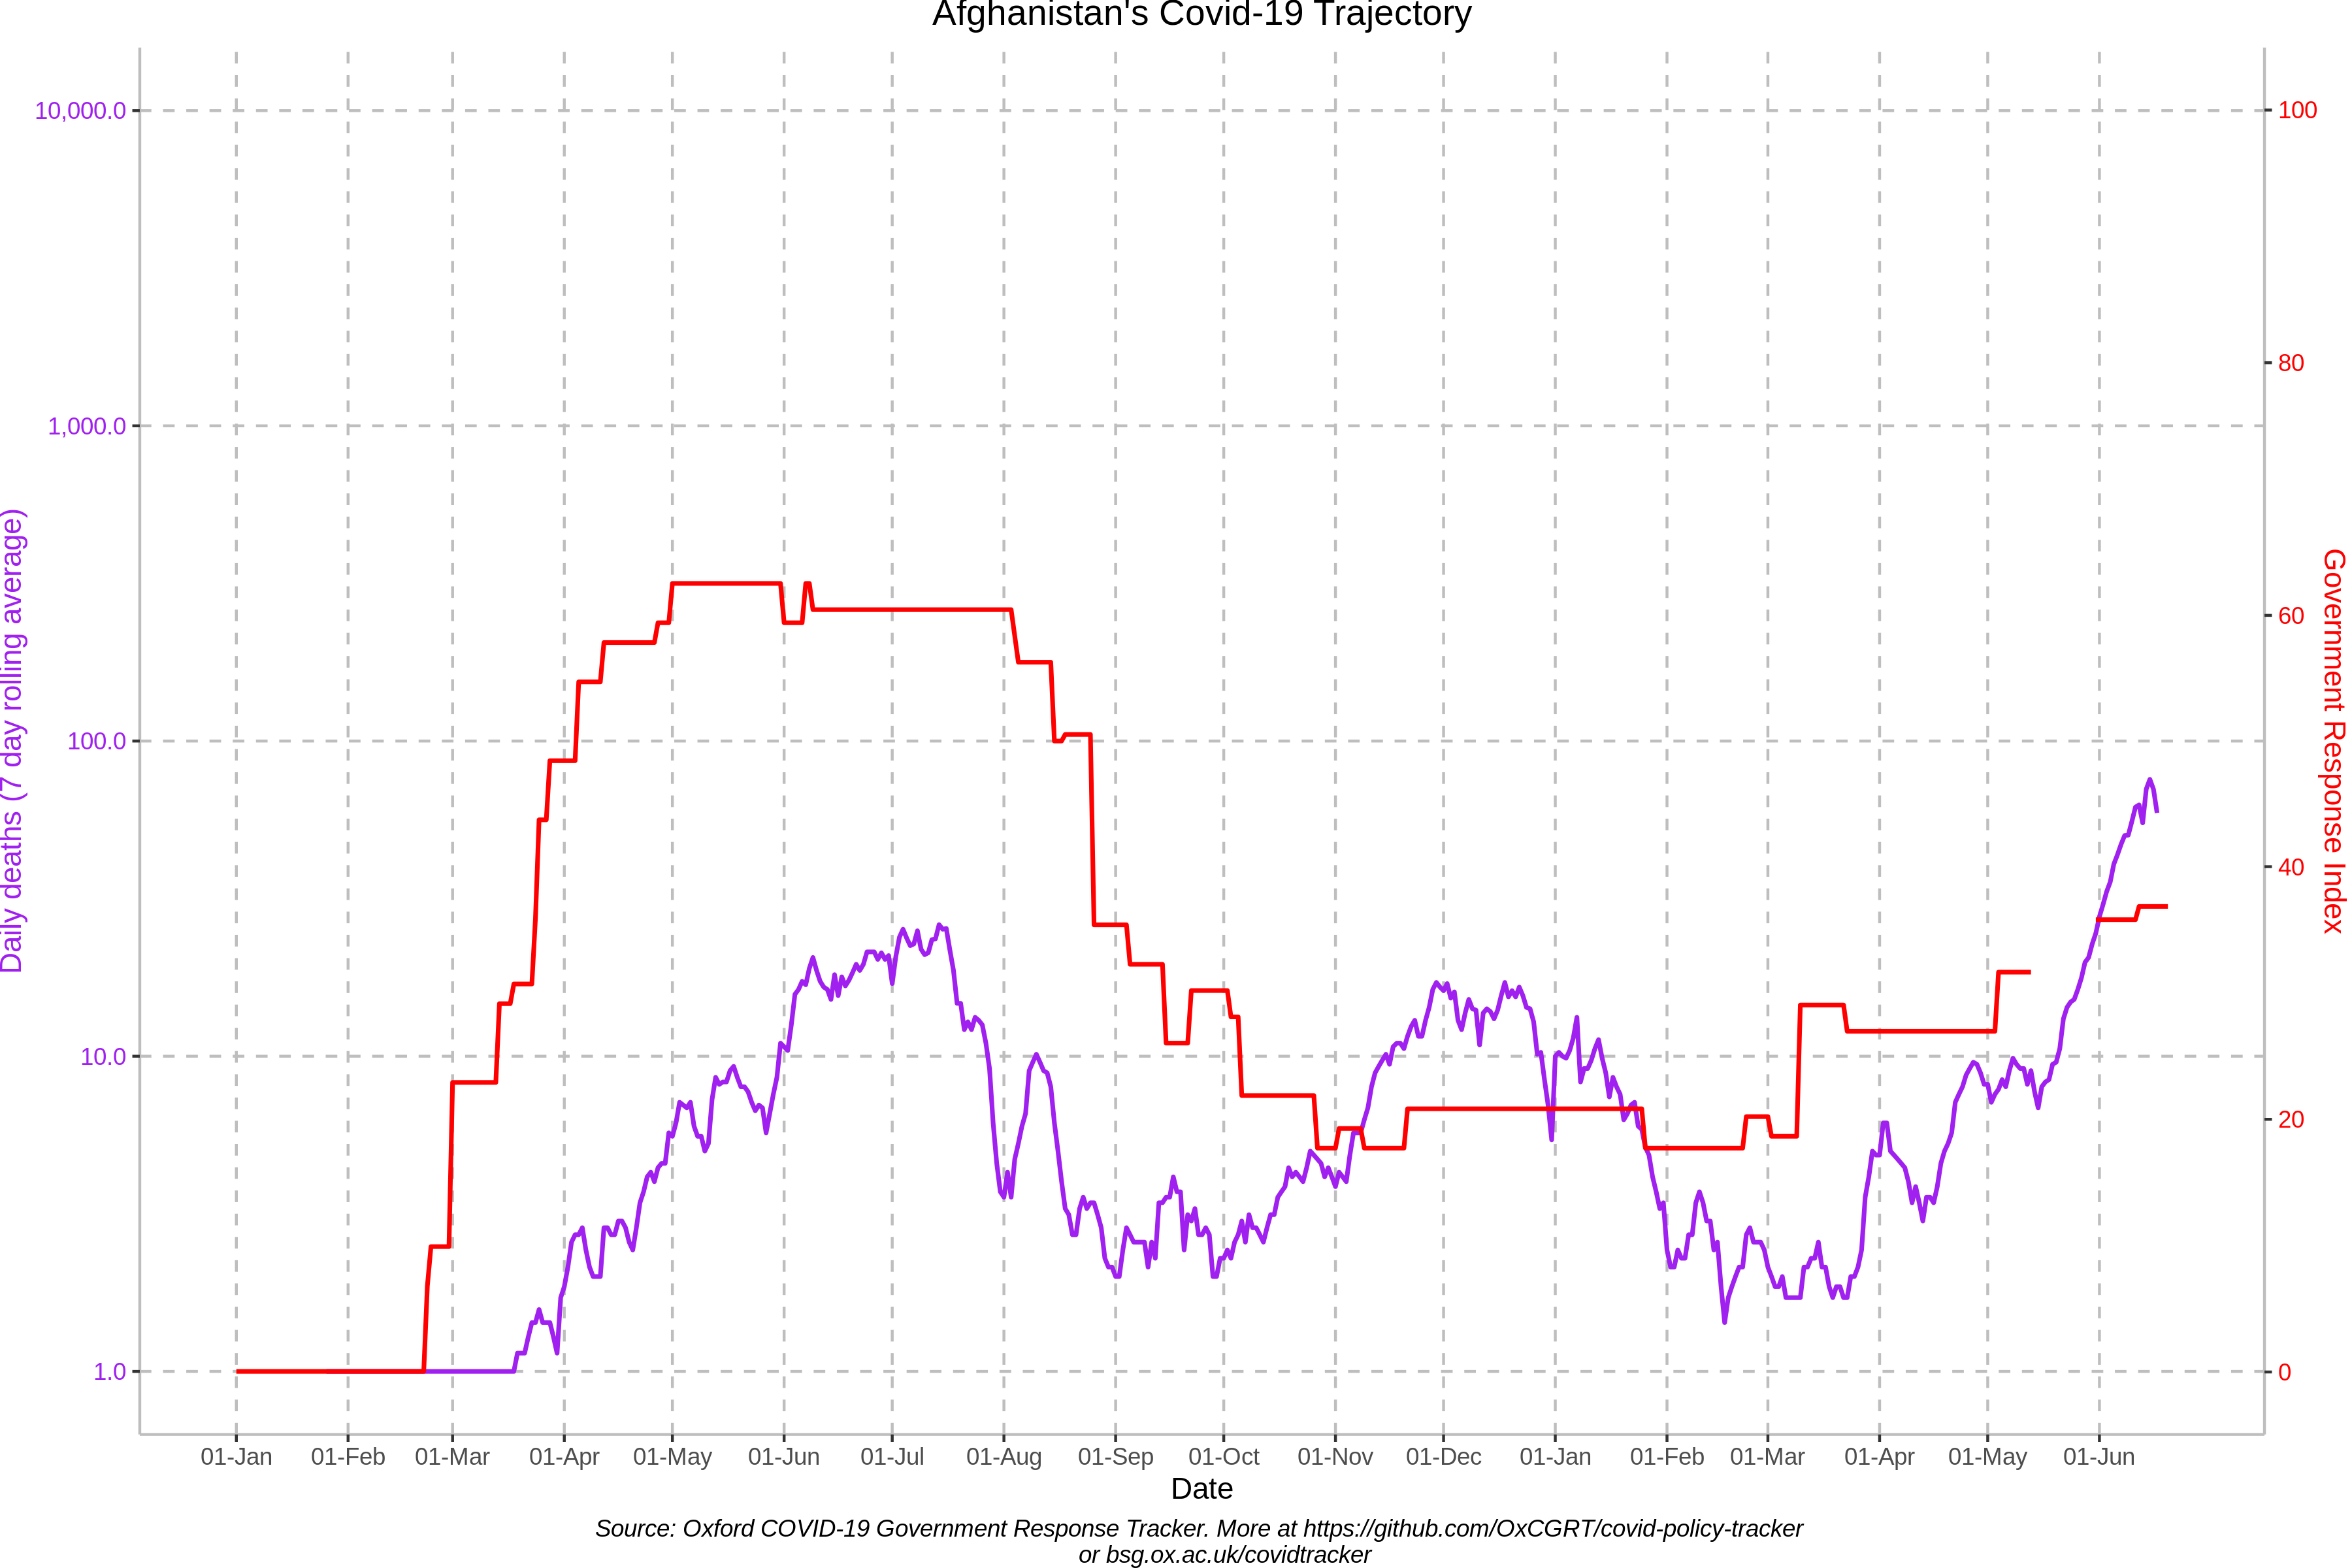 Afghanistan's Covid-19 Trajectory
10,000.0
1,000.0
100.0
10.0
1.0
Daily deaths (7 day rolling average)
100
80
60
40
20
0
Government Response Index
01-Jan 01-Feb 01-Mar 01-Apr 01-May 01-Jun 01-Jul 01-Aug 01-Sep 01-Oct 01-Nov 01-Dec 01-Jan 01-Feb 01-Mar 01-Apr 01-May 01-Jun
Date
Source: Oxford COVID-19 Government Response Tracker. More at https://github.com/OxCGRT/covid-policy-tracker
or bsg.ox.ac.uk/covidtracker